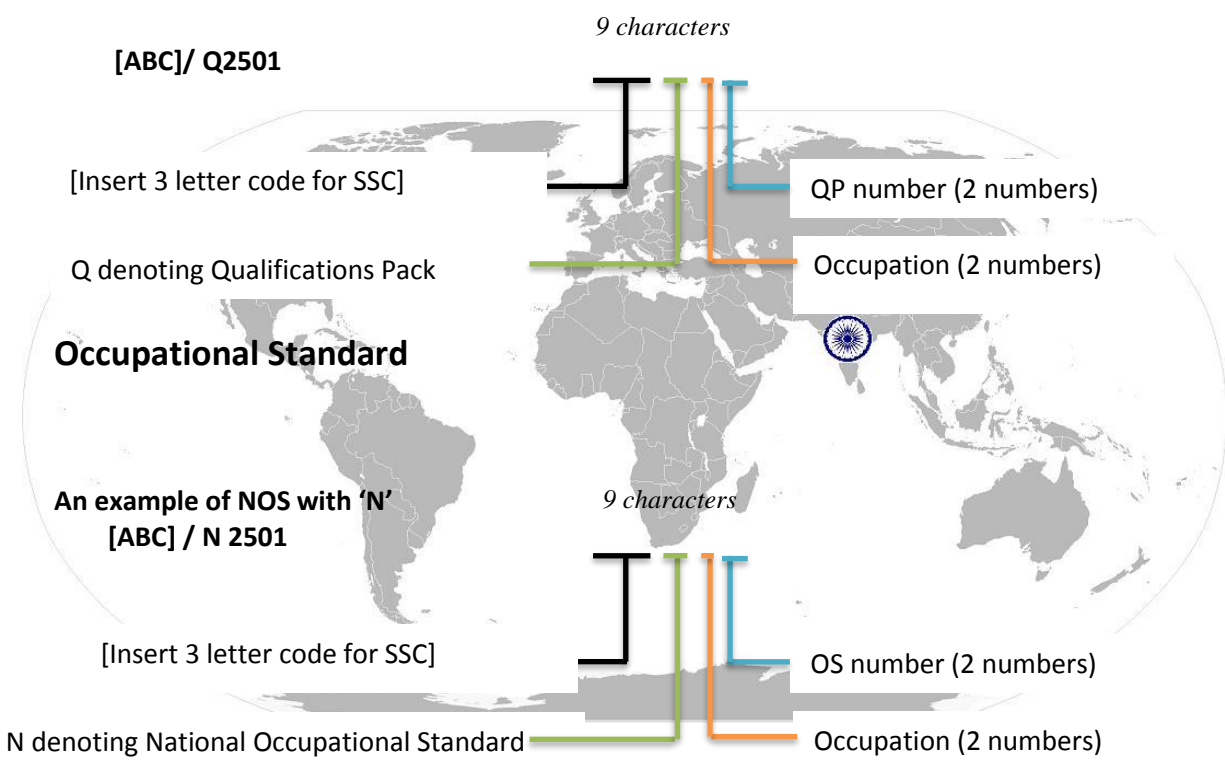 9 characters
[ABC]/ Q2501
[Insert 3 letter code for SSC]
QP number (2 numbers)
Q denoting Qualifications Pack
Occupation (2 numbers)
Occupational Standard
An example of NOS with ‘N’
9 characters
[ABC] / N 2501
[Insert 3 letter code for SSC]
OS number (2 numbers)
N denoting National Occupational Standard
Occupation (2 numbers)